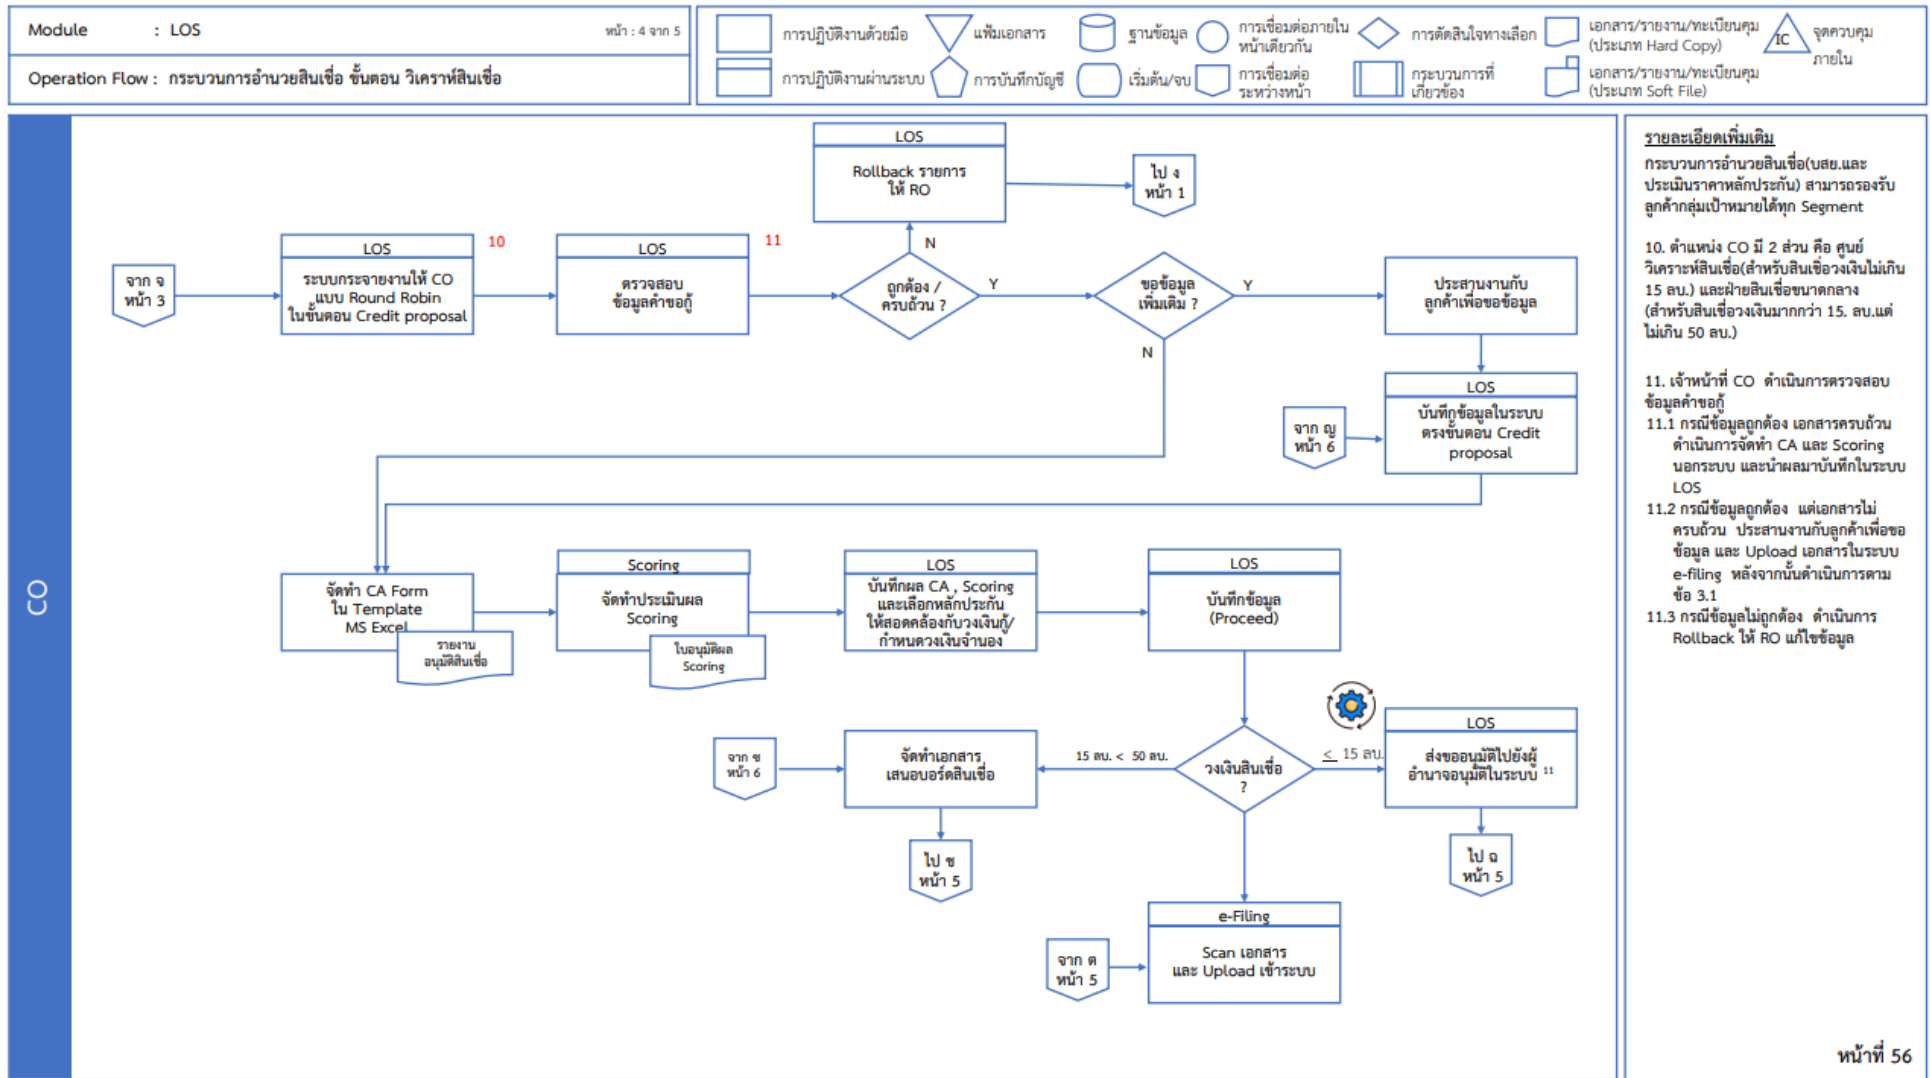 Module : LOS
หน้า : 4 จาก 5
Operation Flow : กระบวนการอำนวยสินเชื่อ ขั้นตอน วิเคราห์สินเชื่อ
การปฏิบัติงานด้วยมือ
แฟ้มเอกสาร
ฐานข้อมูล
การเชื่อมต่อภายใน
หน้าเดียวกัน
การตัดสินใจทางเลือก
เอกสาร/รายงาน/ทะเบียนคุม
(ประเภท Hard Copy)
IC
จุดควบคุม
ภายใน
การปฏิบัติงานผ่านระบบ
การบันทึกบัญชี
เริ่มต้น/จบ
การเชื่อมต่อ
ระหว่างหน้า
กระบวนการที่
เกี่ยวข้อง
เอกสาร/รายงาน/ทะเบียนคุม
(ประเภท Soft File)
CO
LOS
Rollback รายการ
ให้ RO
ไป ง
หน้า 1
จาก จ
หน้า 3
LOS
ระบบกระจายงานให้ CO
แบบ Round Robin
ในขั้นตอน Credit proposal
10
LOS
ตรวจสอบ
ข้อมูลคำขอกู้
11
N
ถูกต้อง /
ครบถ้วน ?
Y
ขอข้อมูล
เพิ่มเติม ?
Y
N
ประสานงานกับ
ลูกค้าเพื่อขอข้อมูล
จาก ญ
หน้า 6
LOS
บันทึกข้อมูลในระบบ
ตรงขั้นตอน Credit
proposal
จัดทำ CA Form
ใน Template
MS Excel
รายงาน
อนุมัติสินเชื่อ
Scoring
จัดทำประเมินผล
Scoring
ใบอนุมัติผล
Scoring
LOS
บันทึกผล CA , Scoring
และเลือกหลักประกัน
ให้สอดคล้องกับวงเงินกู้/
กำหนดวงเงินจำนอง
LOS
บันทึกข้อมูล
(Proceed)
จาก ซ
หน้า 6
จัดทำเอกสาร
เสนอบอร์ดสินเชื่อ
15 ลบ. < 50 ลบ.
วงเงินสินเชื่อ
?
< 15 ลบ.
LOS
ส่งขออนุมัติไปยังผู้
อำนาจอนุมัติในระบบ 11
ไป ช
หน้า 5
ไป ฉ
หน้า 5
e-Filing
Scan เอกสาร
และ Upload เข้าระบบ
จาก ต
หน้า 5
รายละเอียดเพิ่มเติม
กระบวนการอำนวยสินเชื่อ(บสย.และ
ประเมินราคาหลักประกัน) สามารถรองรับ
ลูกค้ากลุ่มเป้าหมายได้ทุก Segment
10. ตำแหน่ง CO มี 2 ส่วน คือ ศูนย์
วิเคราะห์สินเชื่อ(สำหรับสินเชื่อวงเงินไม่เกิน
15 ลบ.) และฝ่ายสินเชื่อขนาดกลาง
(สำหรับสินเชื่อวงเงินมากกว่า 15. ลบ.แต่
ไม่เกิน 50 ลบ.)
11. เจ้าหน้าที่ CO ดำเนินการตรวจสอบ
ข้อมูลคำขอกู้
11.1 กรณีข้อมูลถูกต้อง เอกสารครบถ้วน
ดำเนินการจัดทำ CA และ Scoring
นอกระบบ และนำผลมาบันทึกในระบบ
LOS
11.2 กรณีข้อมูลถูกต้อง แต่เอกสารไม่
ครบถ้วน ประสานงานกับลูกค้าเพื่อขอ
ข้อมูล และ Upload เอกสารในระบบ
e-filing หลังจากนั้นดำเนินการตาม
ข้อ 3.1
11.3 กรณีข้อมูลไม่ถูกต้อง ดำเนินการ
Rollback ให้ RO แก้ไขข้อมูล
หน้าที่ 56